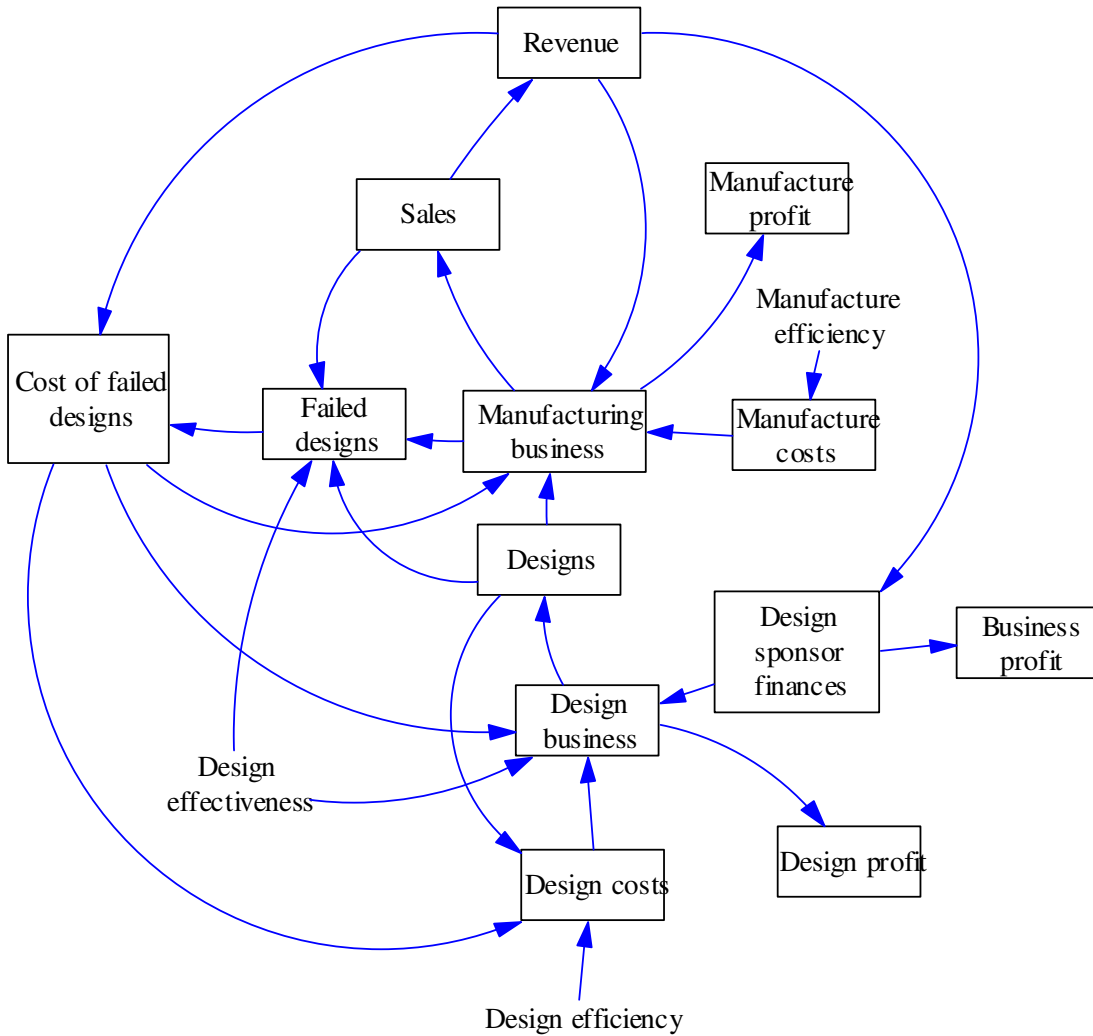 Revenue
Manufacture
profit
Sales
Manufacture
efficiency
Cost of failed
designs
Failed
designs
Manufacturing
business
Manufacture
costs
Designs
Design
sponsor
finances
Business
profit
Design
business
Design
effectiveness
Design profit
Design costs
Design efficiency